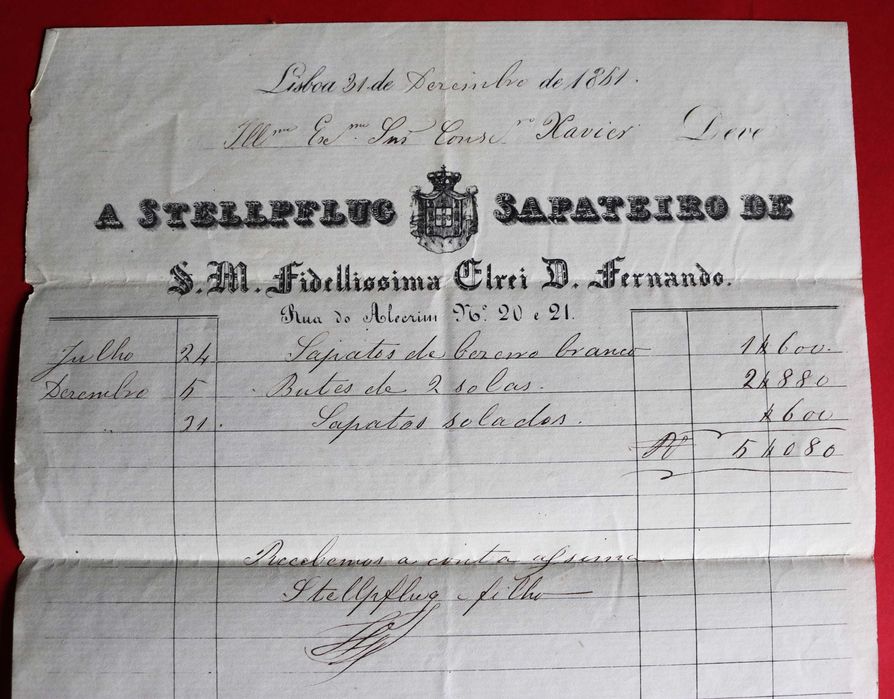 Lisboa 31 de Dezembro de 1851.
Illmo Exmo Snr Consro Xavier Deve
A STELLPFLUG SAPATEIRO DE
S. M. Fidellissima Elrei D. Fernando.
Rua do Alecrim No. 20 e 21.
Julho 24 Sapatos de bezerro branco 1$600
Dezembro 5 Butes de 2 solas. 2$880
" 31. Sapatos solados. $600
Rs 5$080
Recebemos a conta assima
Stellpflug filho